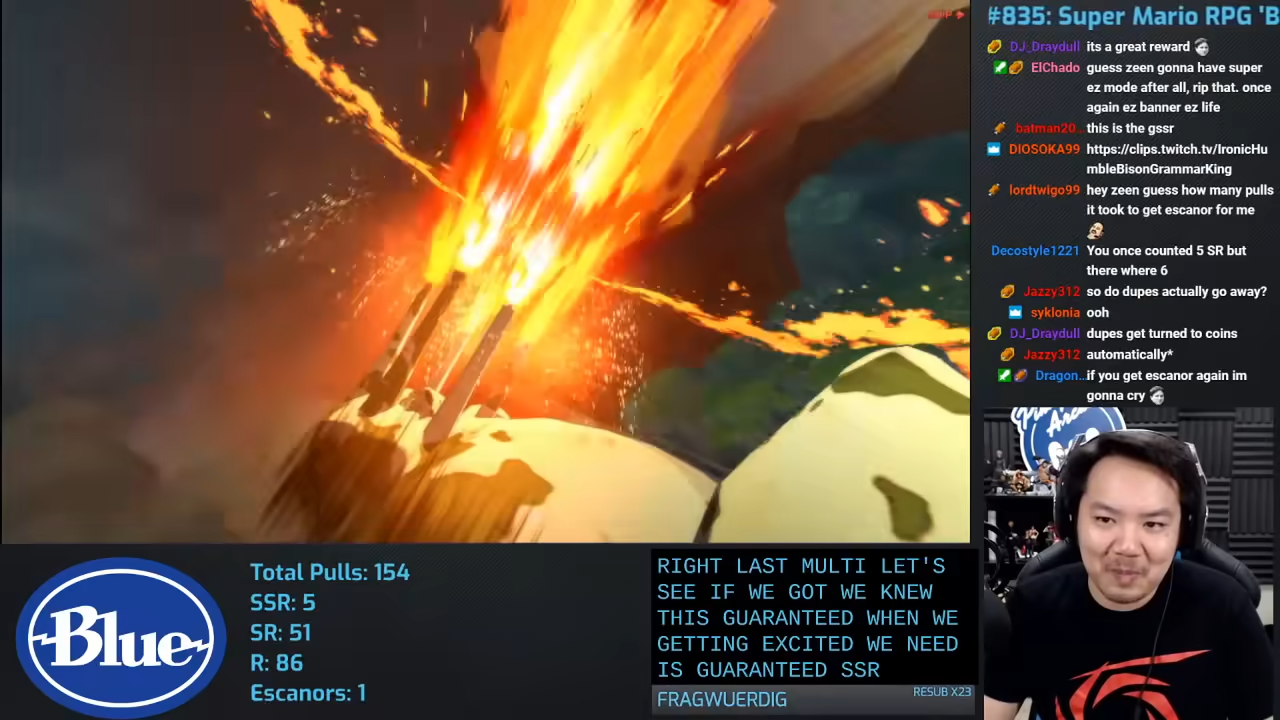 #835: Super Mario RPG 'B
DJ_Draydull its a great reward
ElChado guess zeen gonna have super
ez mode after all, rip that. once
again ez banner ez life
batman20… this is the gssr
DIOSOKA99 https://clips.twitch.tv/IronicHu
mbleBisonGrammarKing
lordtwigo99 hey zeen guess how many pulls
it took to get escanor for me
Decostyle1221 You once counted 5 SR but
there where 6
Jazzy312 so do dupes actually go away?
syklonia ooh
DJ_Draydull dupes get turned to coins
Jazzy312 automatically*
Dragon… if you get escanor again im
gonna cry
Blue
Total Pulls: 154
SSR: 5
SR: 51
R: 86
Escanors: 1
RIGHT LAST MULTI LET'S
SEE IF WE GOT WE KNEW
THIS GUARANTEED WHEN WE
GETTING EXCITED WE NEED
IS GUARANTEED SSR
FRAGWUERDIG RESUB X23